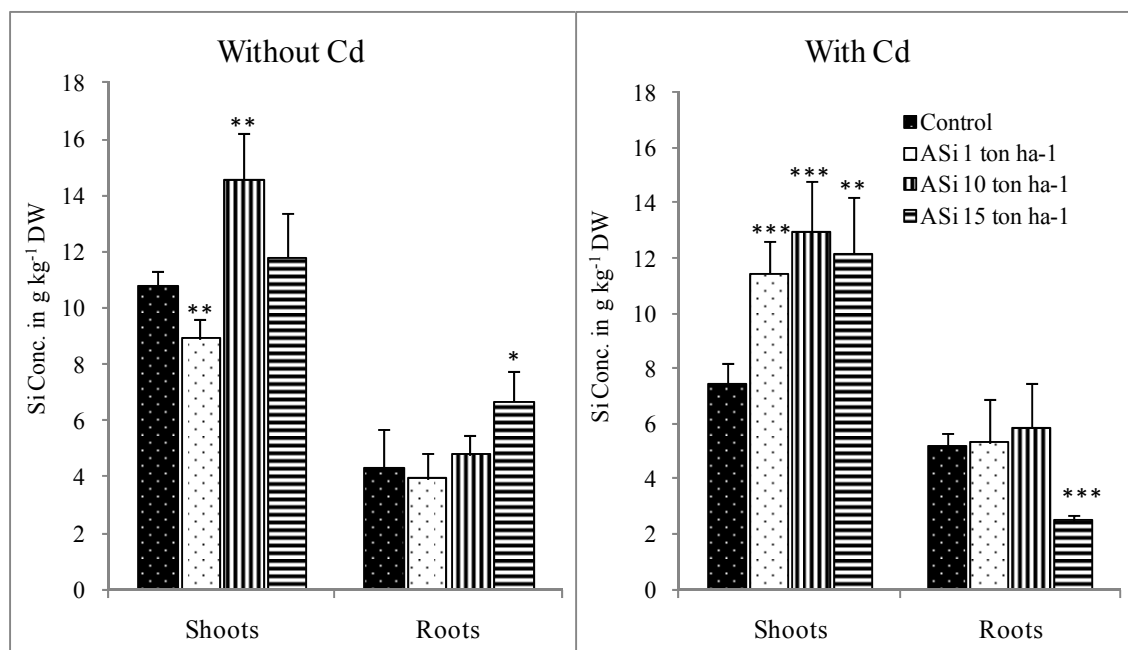 Without Cd
18
16
14
12
10
8
6
4
2
0
Si Conc. in g kg-1 DW
**
**
*
Shoots Roots
With Cd
18
16
14
12
10
8
6
4
2
0
Si Conc. in g kg-1 DW
Control
ASi 1 ton ha-1
ASi 10 ton ha-1
ASi 15 ton ha-1
***
***
**
***
Shoots Roots